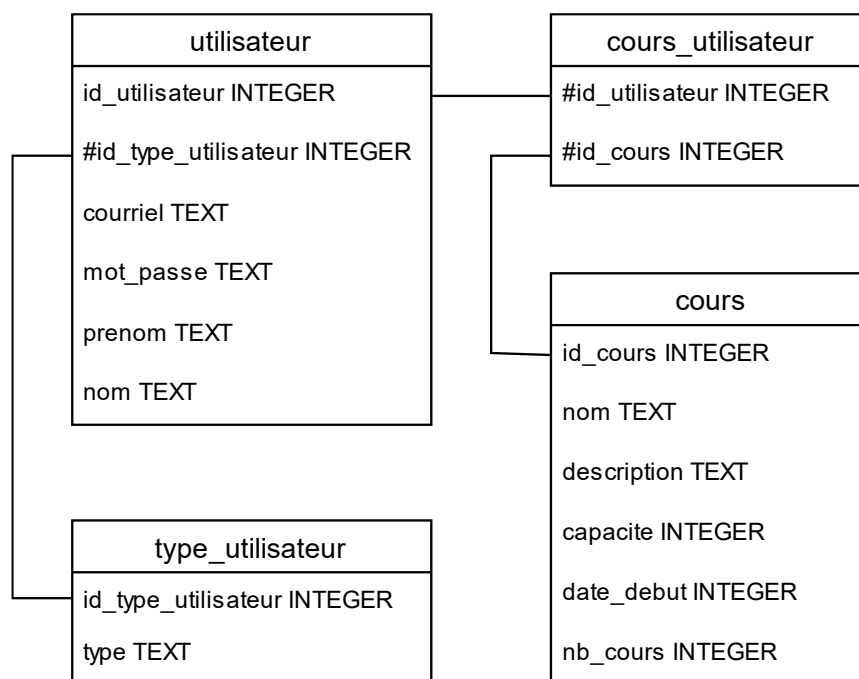 utilisateur
id_utilisateur INTEGER
#id_type_utilisateur INTEGER
courriel TEXT
mot_passe TEXT
prenom TEXT
nom TEXT
cours_utilisateur
#id_utilisateur INTEGER
#id_cours INTEGER
cours
id_cours INTEGER
nom TEXT
description TEXT
capacite INTEGER
date_debut INTEGER
nb_cours INTEGER
type_utilisateur
id_type_utilisateur INTEGER
type TEXT